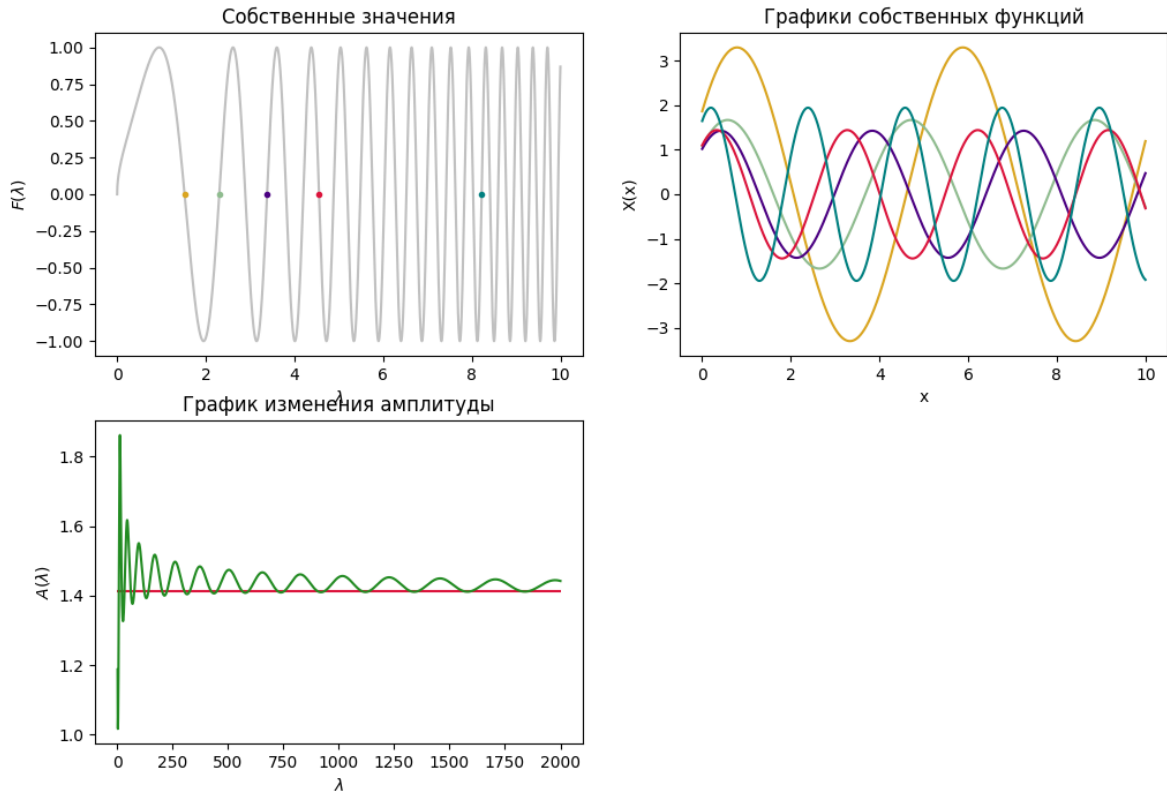 Собственные значения
F(λ)
1.00
0.75
0.50
0.25
0.00
−0.25
−0.50
−0.75
−1.00
0 2 4 6 8 10
λ
Графики собственных функций
X(x)
3
2
1
0
−1
−2
−3
0 2 4 6 8 10
x
График изменения амплитуды
A(λ)
1.8
1.6
1.4
1.2
1.0
0 250 500 750 1000 1250 1500 1750 2000
λ